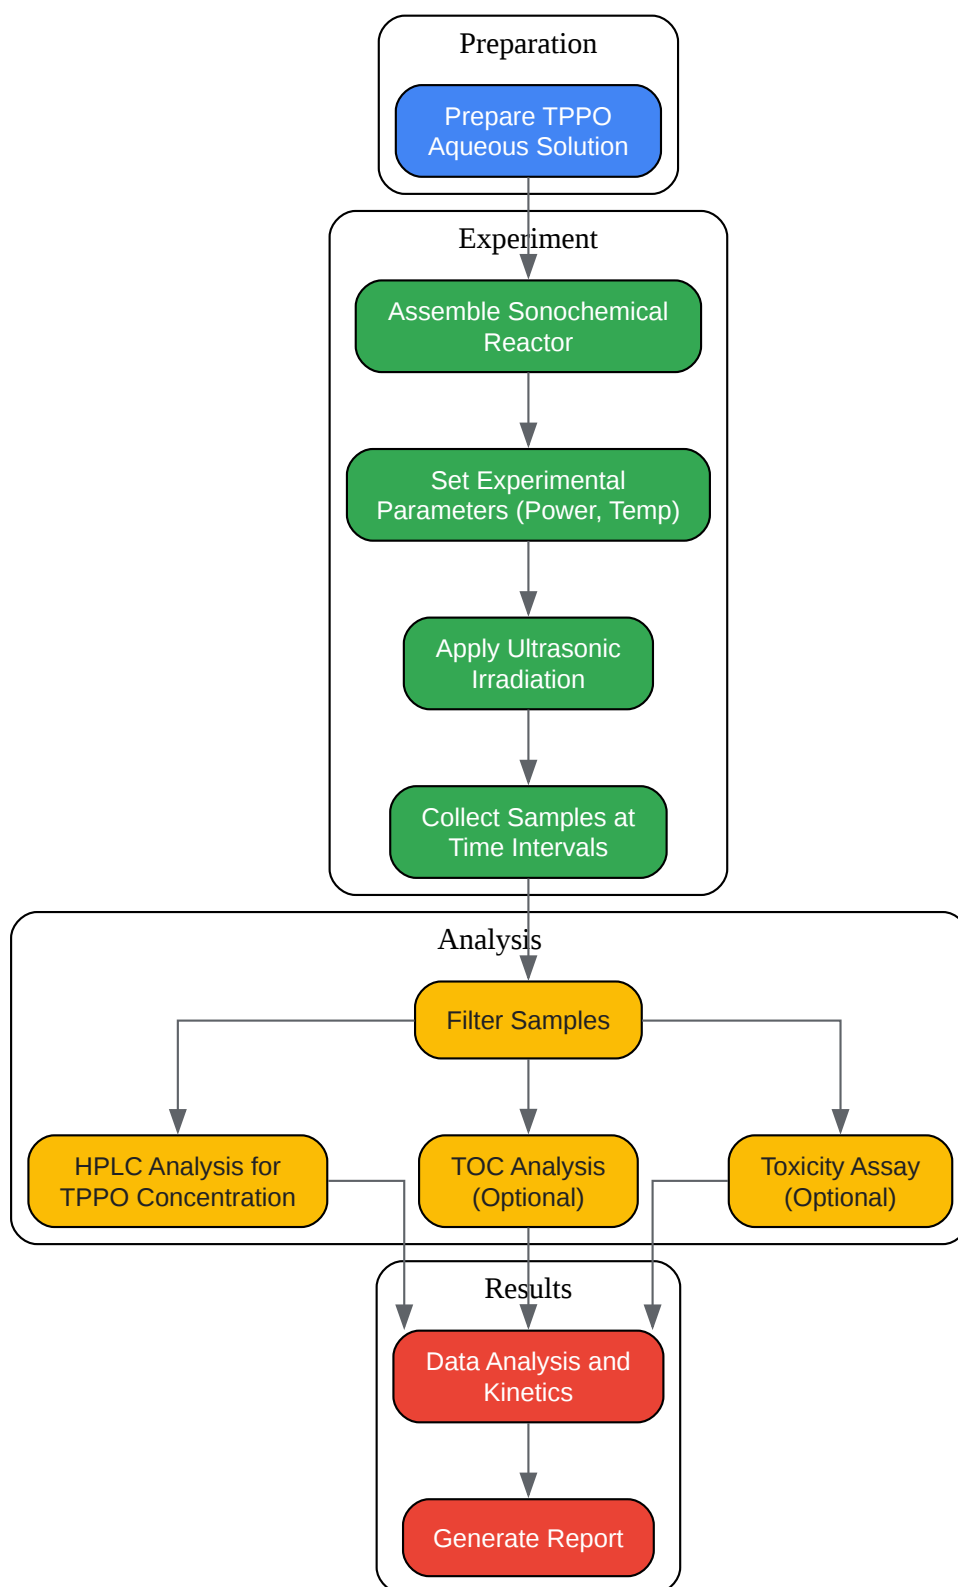 Preparation
Prepare TPPO
Aqueous Solution
Experiment
Assemble Sonochemical
Reactor
Set Experimental
Parameters (Power, Temp)
Apply Ultrasonic
Irradiation
Collect Samples at
Time Intervals
Analysis
Filter Samples
HPLC Analysis for
TPPO Concentration
TOC Analysis
(Optional)
Toxicity Assay
(Optional)
Results
Data Analysis and
Kinetics
Generate Report